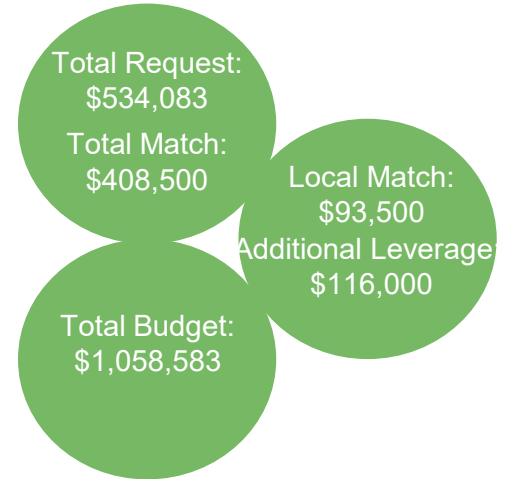 Total Request:
$534,083
Total Match:
$408,500
Local Match:
$93,500
Additional Leverage:
$116,000
Total Budget:
$1,058,583